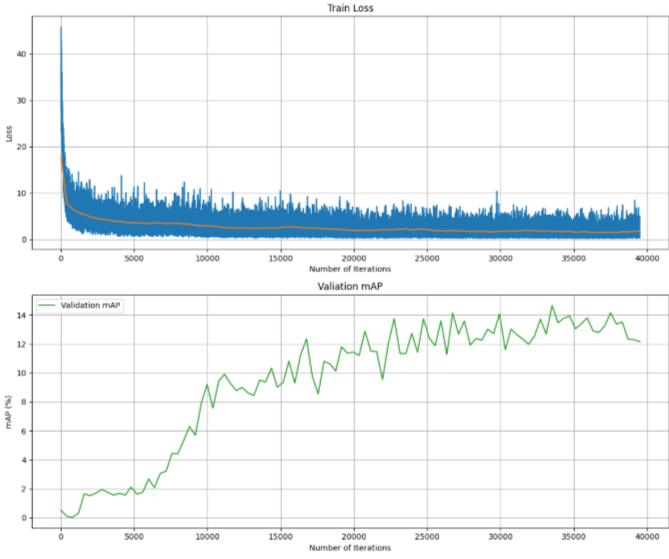 Train Loss
40
30
20
10
0
Loss
0 5000 10000 15000 20000 25000 30000 35000 40000
Number of Iterations
Valiation mAP
Validation mAP
14
12
10
8
6
4
2
0
mAP (%)
0 5000 10000 15000 20000 25000 30000 35000 40000
Number of Iterations